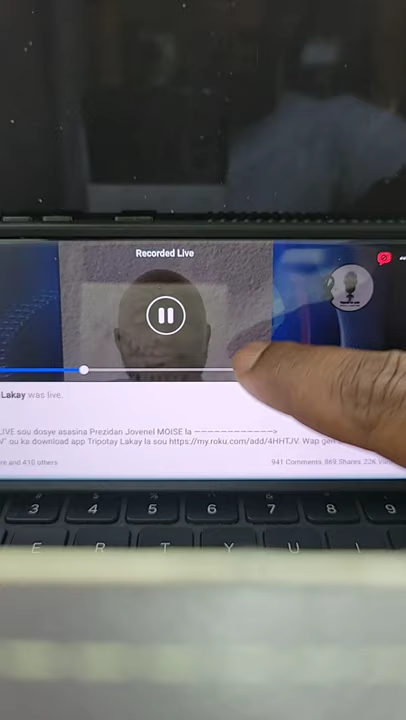 Recorded Live
Lakay was live.
LIVE sou dosye asasina Prezidan Jovenel MOISE la ——————————>
V" ou ka download app Tripotay Lakay la sou https://my.roku.com/add/4HHTJV. Wap gen
re and 410 others
941 Comments 869 Shares 22K
3 4 5 6 7 8 9
E R T Y U I